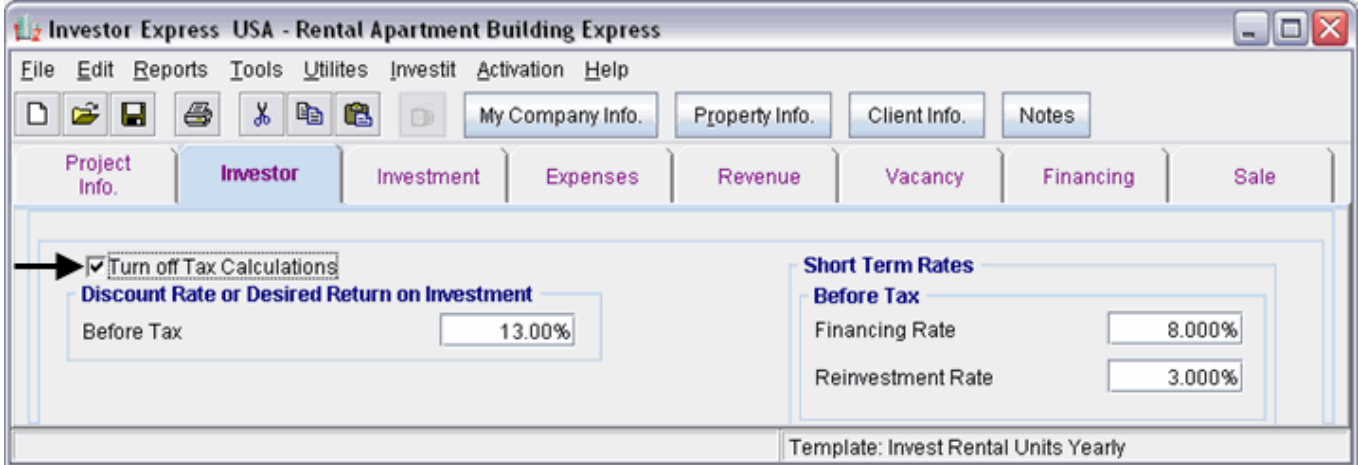 Investor Express USA - Rental Apartment Building Express
File Edit Reports Tools Utilites Investit Activation Help
My Company Info. Property Info. Client Info. Notes
Project Info. Investor Investment Expenses Revenue Vacancy Financing Sale
Turn off Tax Calculations
Discount Rate or Desired Return on Investment
Before Tax 13.00%
Short Term Rates
Before Tax
Financing Rate 8.000%
Reinvestment Rate 3.000%
Template: Invest Rental Units Yearly